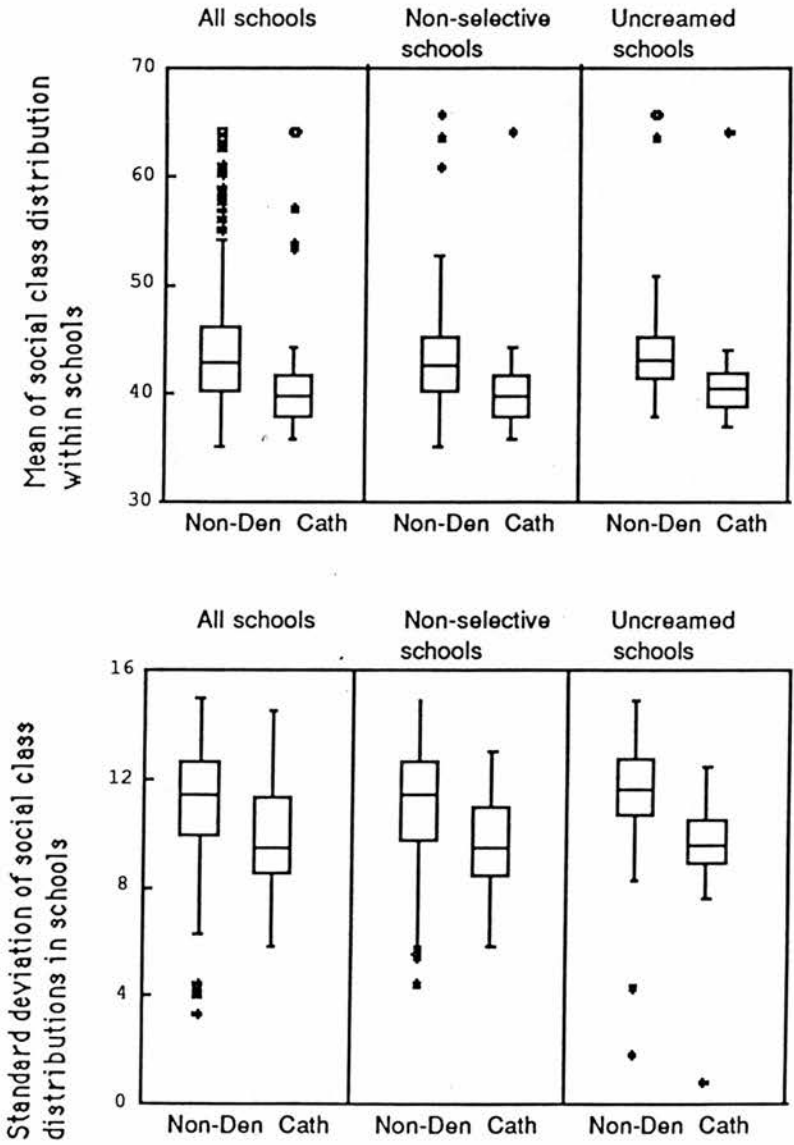 All schools
Non-selective
schools
Uncreamed
schools
Mean of social class distribution
within schools
70
60
50
40
30
Non-Den Cath
Non-Den Cath
Non-Den Cath
All schools
Non-selective
schools
Uncreamed
schools
Standard deviation of social class
distributions in schools
16
12
8
4
0
Non-Den Cath
Non-Den Cath
Non-Den Cath